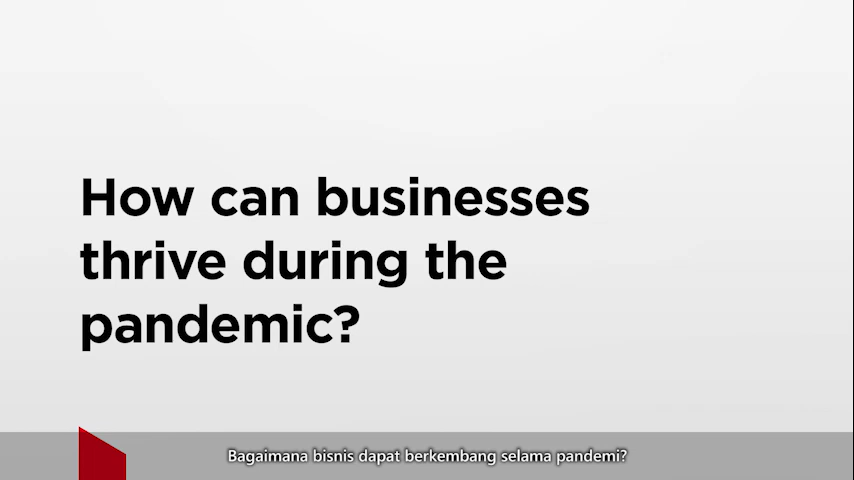 How can businesses
thrive during the
pandemic?
Bagaimana bisnis dapat berkembang selama pandemi?